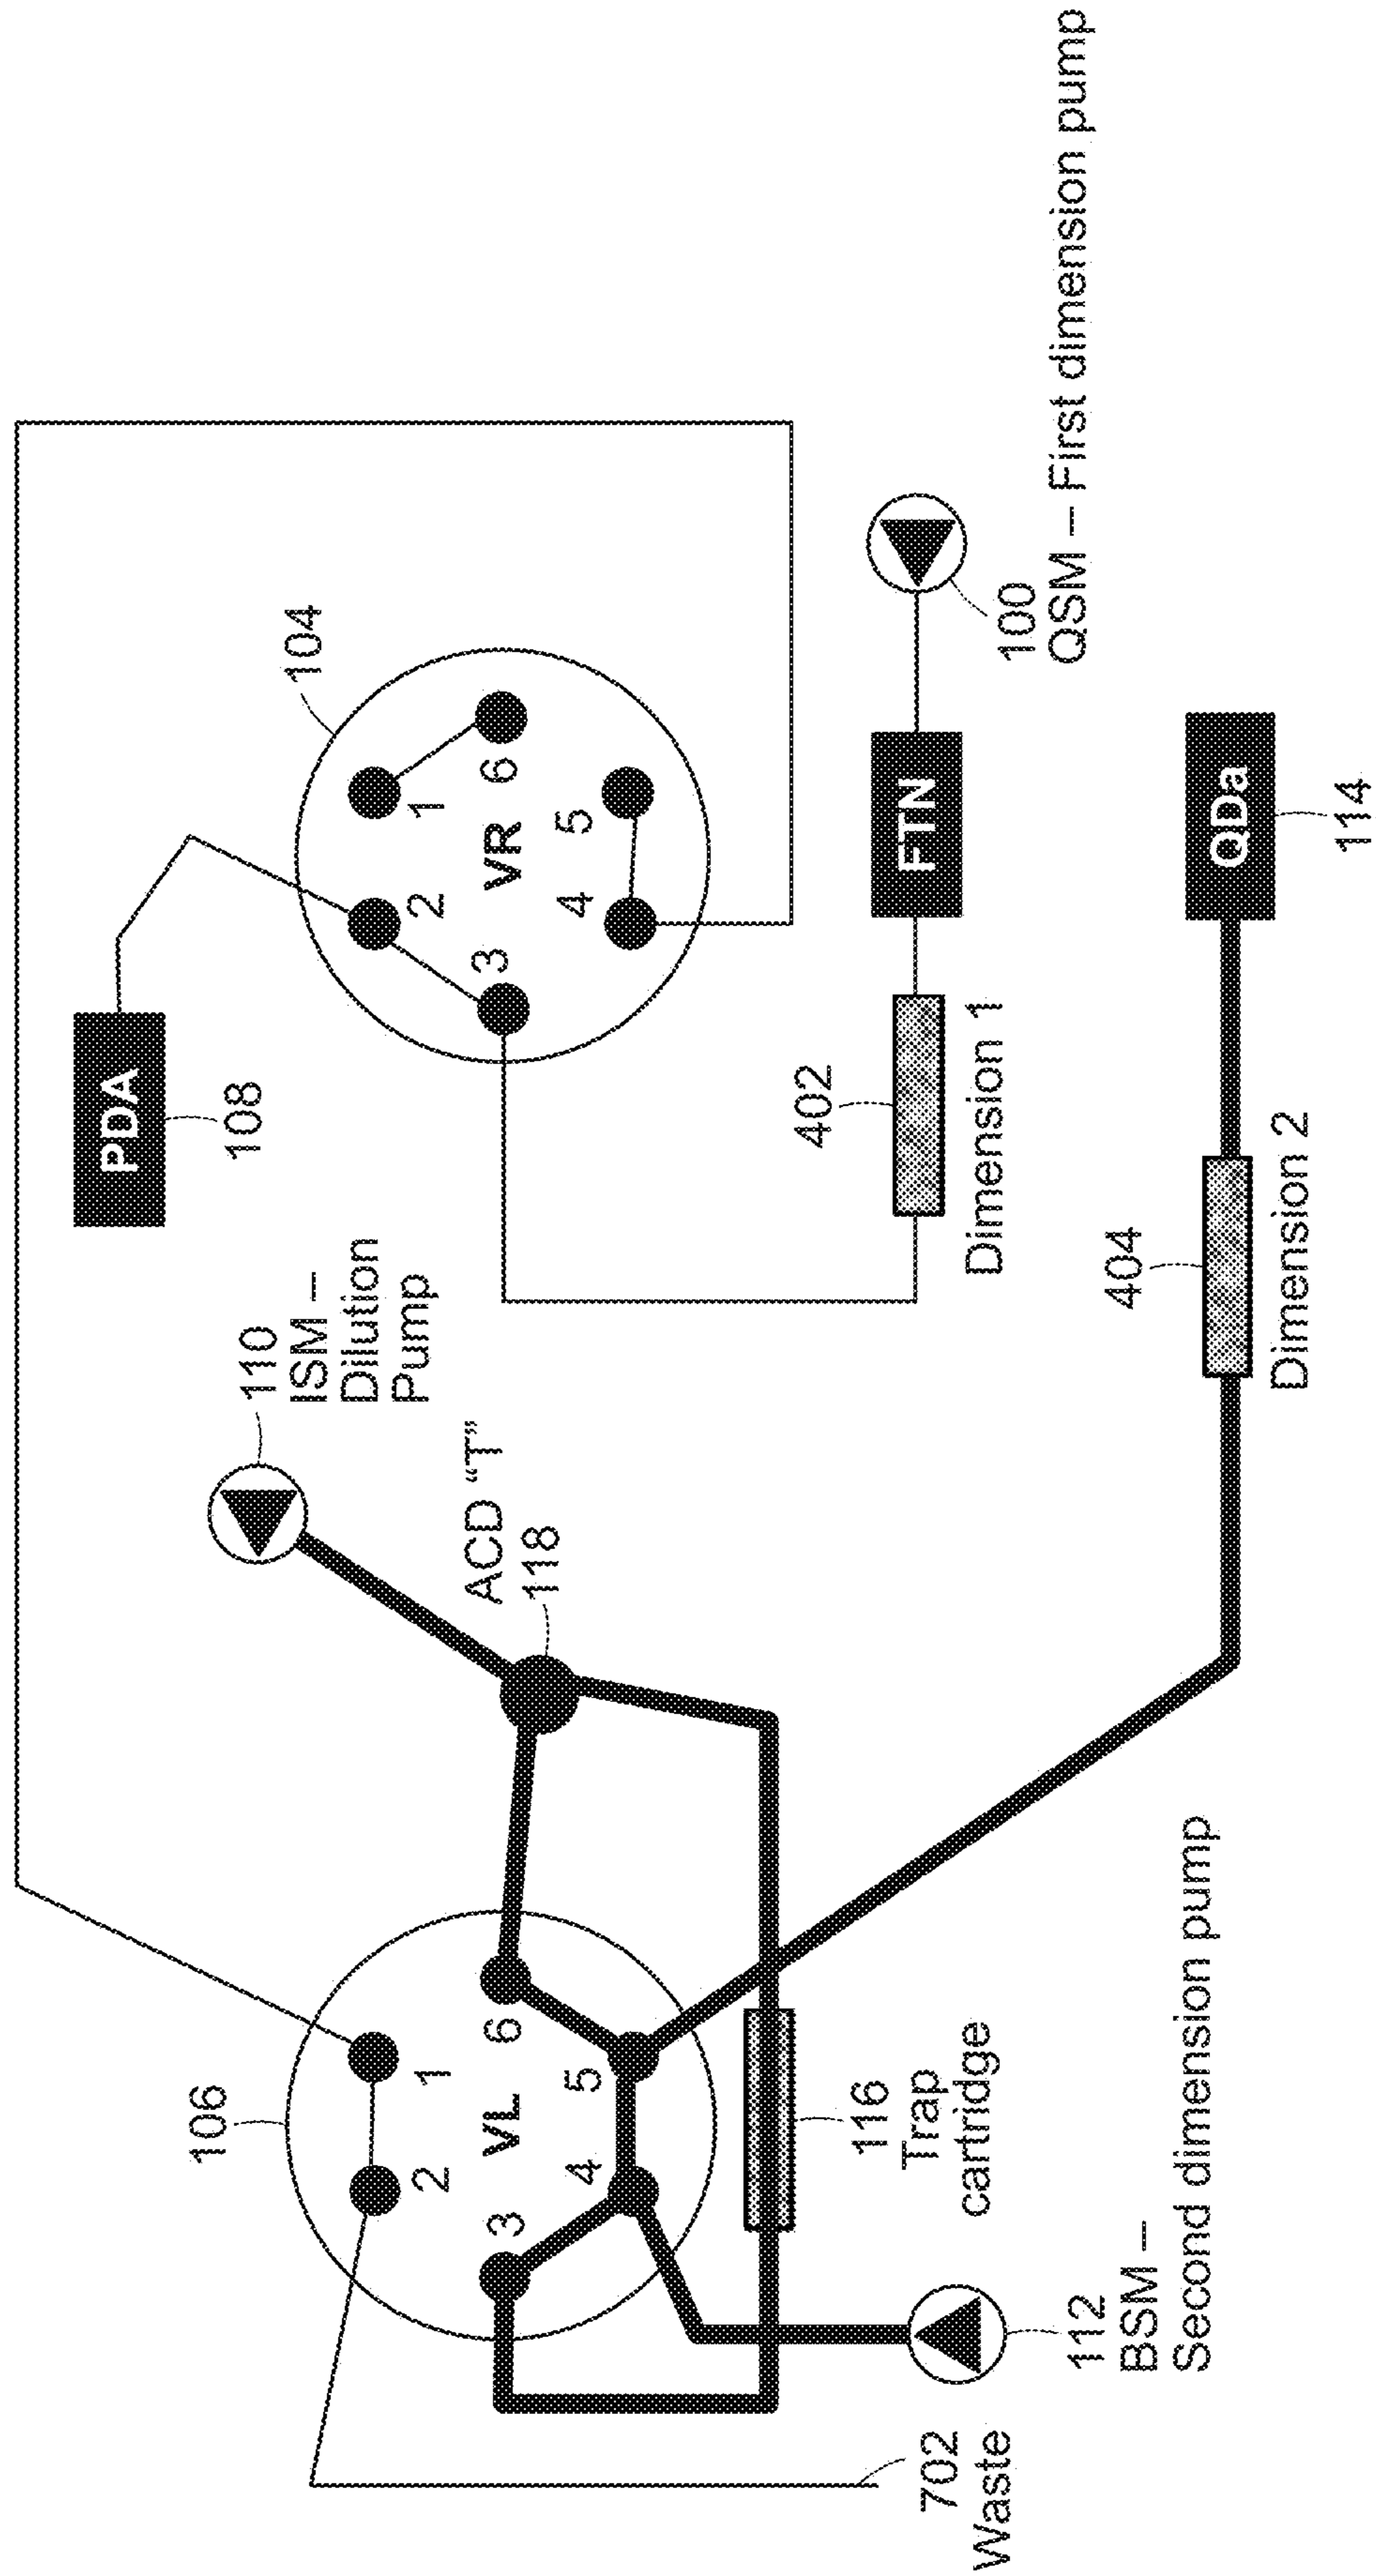 106
1
2
VL
6
3
5
4
116
Trap
cartridge
112
BSM –
Second dimension pump
702
Waste
110
ISM –
Dilution
Pump
ACD "T"
118
PDA
108
104
1
2
VR
6
3
5
4
402
Dimension 1
FTN
100
QSM – First dimension pump
404
Dimension 2
QDa
114